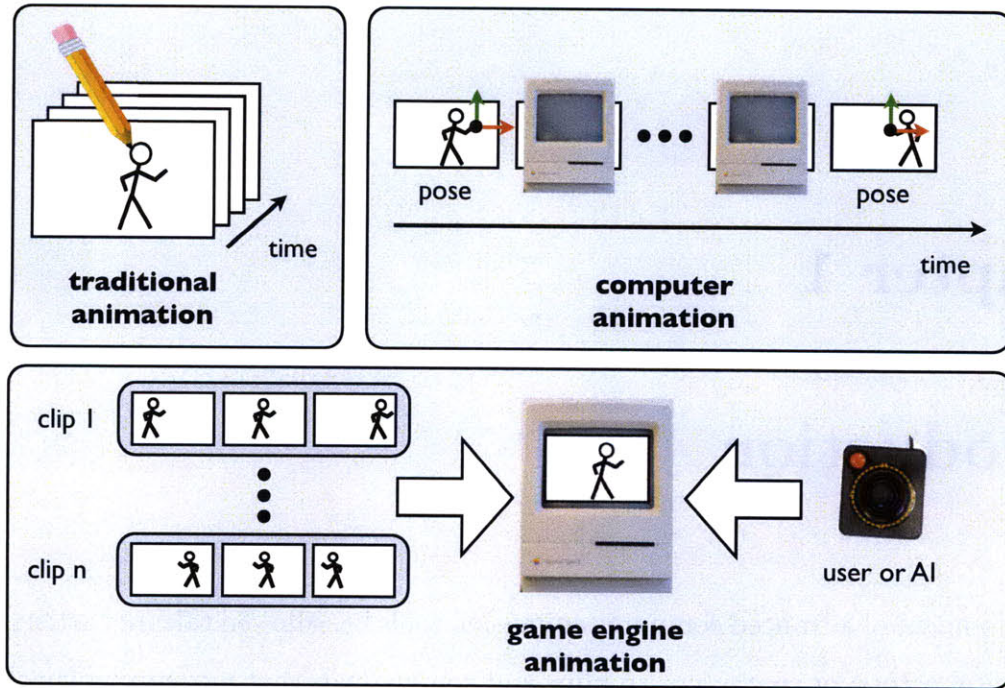 time
traditional
animation
pose
pose
time
computer
animation
clip 1
clip n
user or AI
game engine
animation